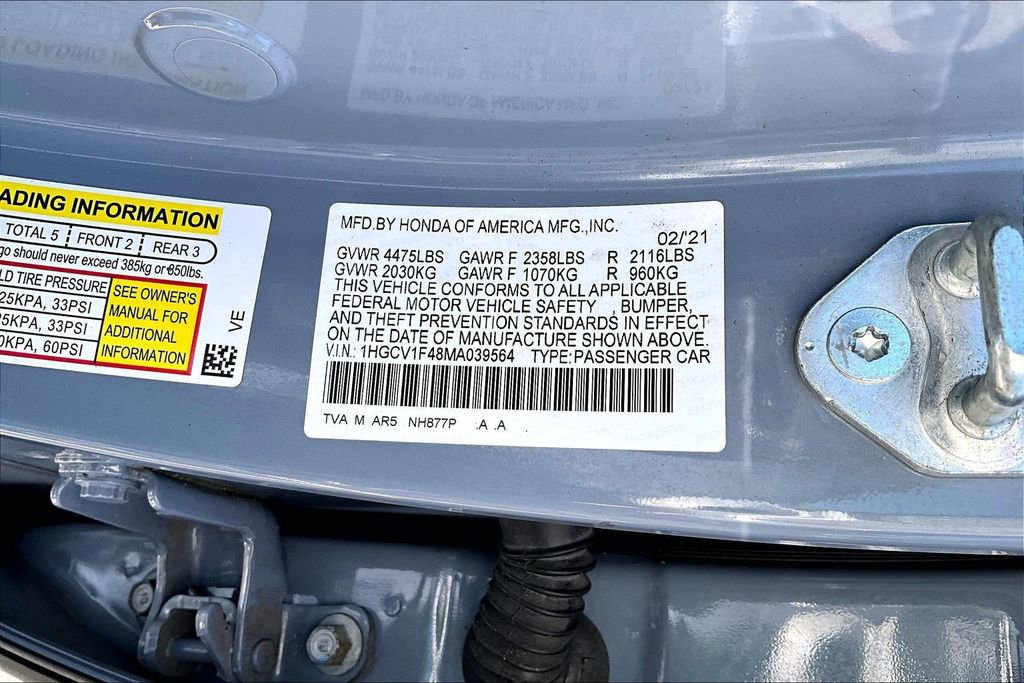 ADING INFORMATION
TOTAL 5 FRONT 2 REAR 3
go should never exceed 385kg or 850lbs.
LD TIRE PRESSURE
25KPA, 33PSI
25KPA, 33PSI
0KPA, 60PSI
SEE OWNER'S
MANUAL FOR
ADDITIONAL
INFORMATION
VE
MFD.BY HONDA OF AMERICA MFG.,INC. 02/'21
GVWR 4475LBS GAWR F 2358LBS R 2116LBS
GVWR 2030KG GAWR F 1070KG R 960KG
THIS VEHICLE CONFORMS TO ALL APPLICABLE
FEDERAL MOTOR VEHICLE SAFETY , BUMPER,
AND THEFT PREVENTION STANDARDS IN EFFECT
ON THE DATE OF MANUFACTURE SHOWN ABOVE.
V.I.N.: 1HGCV1F48MA039564 TYPE:PASSENGER CAR
TVA M AR5 NH877P .A .A